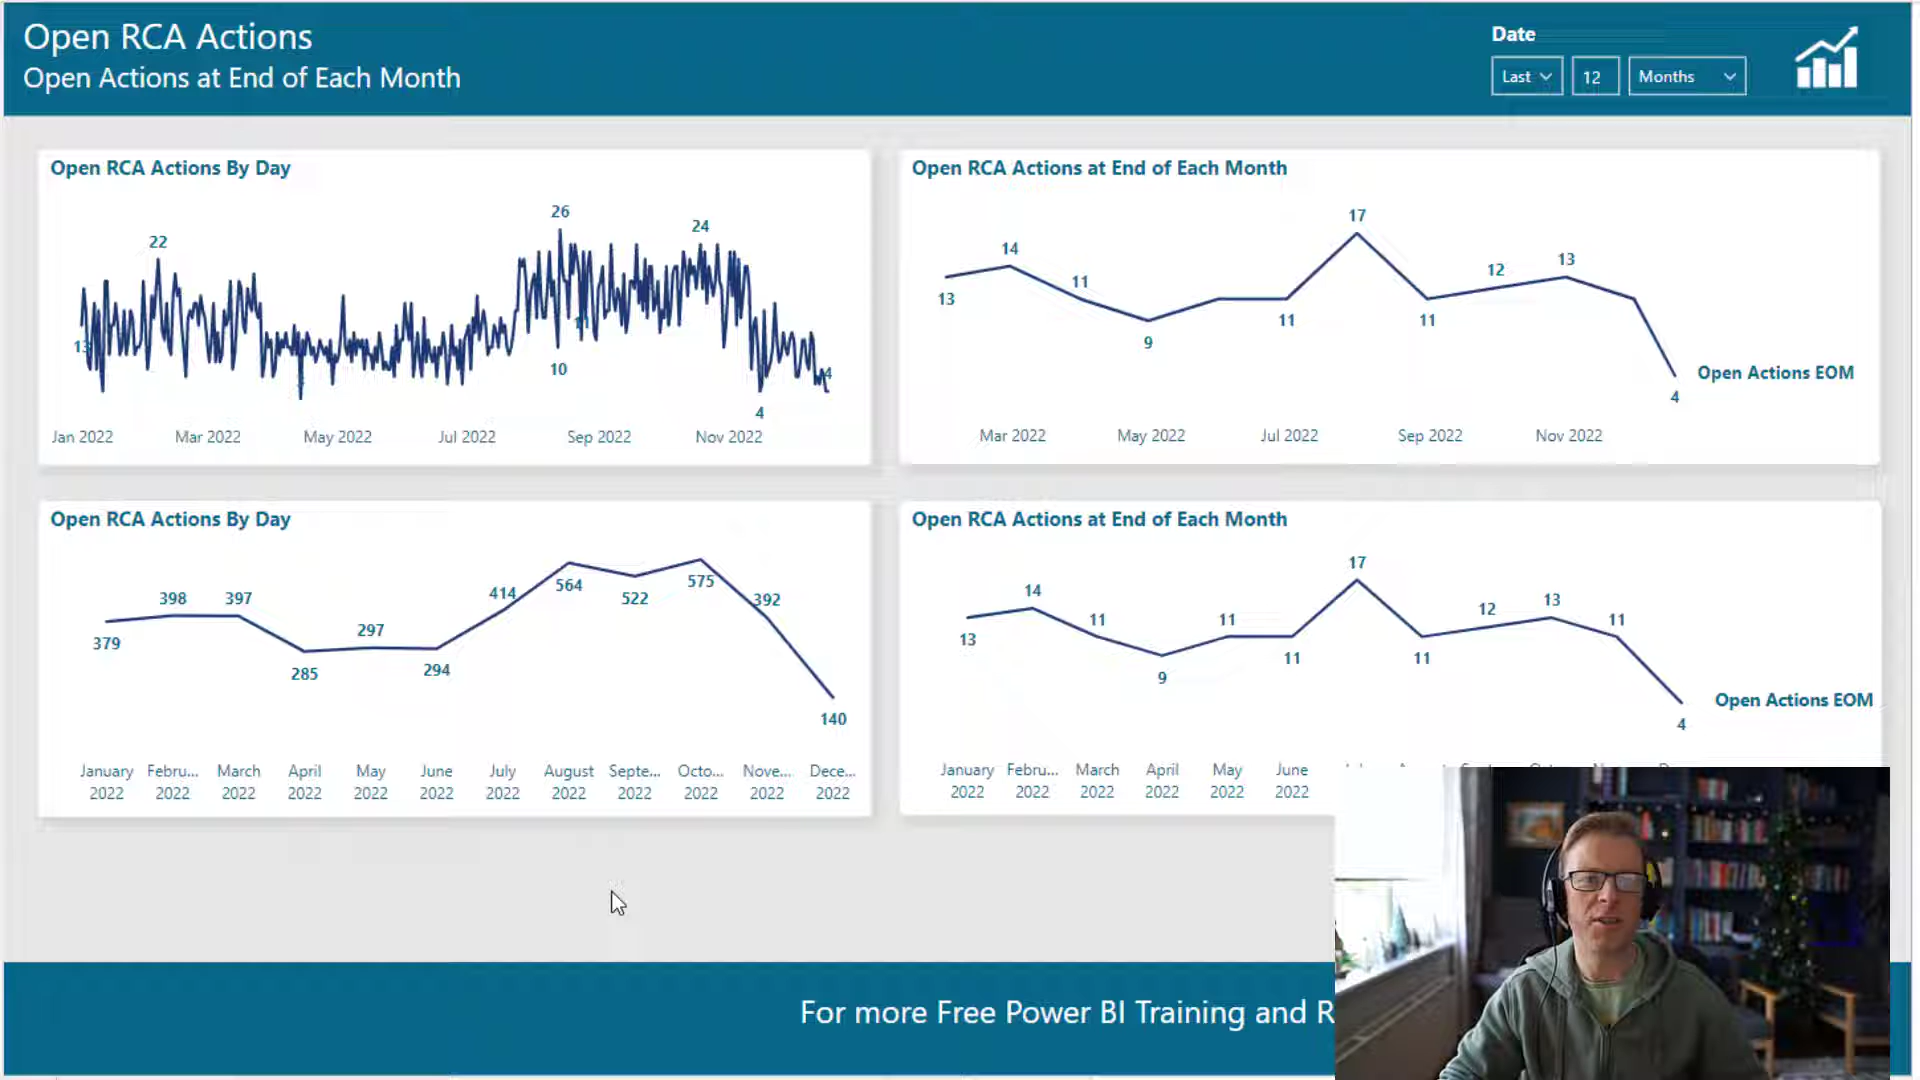 Open RCA Actions
Open Actions at End of Each Month
Date
Last 12 Months
Open RCA Actions By Day
26
24
22
13
11
10
4
4
Jan 2022 Mar 2022 May 2022 Jul 2022 Sep 2022 Nov 2022
Open RCA Actions at End of Each Month
17
14
13
12
11
13
11
11
9
Open Actions EOM
4
Mar 2022 May 2022 Jul 2022 Sep 2022 Nov 2022
Open RCA Actions By Day
564
575
414
522
398
397
392
297
379
285
294
140
January Febru... March April May June July August Septe... Octo... Nove... Dece...
2022 2022 2022 2022 2022 2022 2022 2022 2022 2022 2022 2022
Open RCA Actions at End of Each Month
17
14
13
12
11
11
11
13
11
11
9
Open Actions EOM
4
January Febru... March April May June
2022 2022 2022 2022 2022 2022
For more Free Power BI Training and R